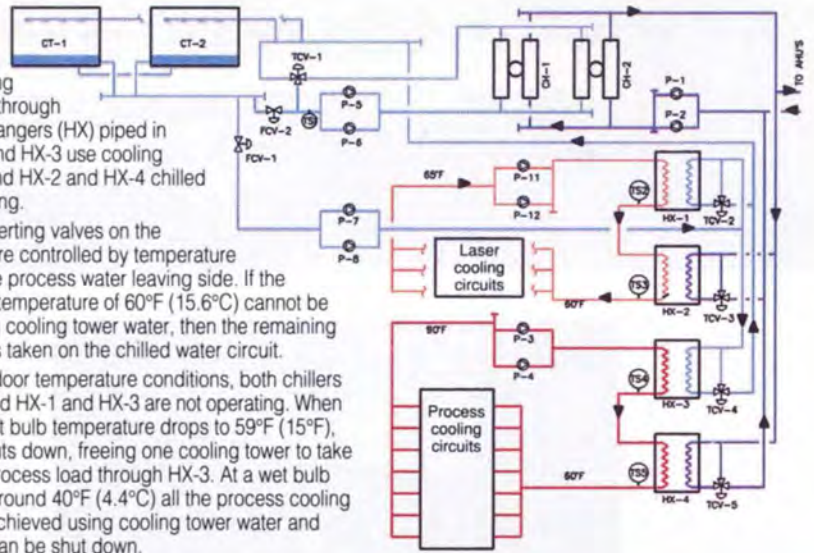 ng
through
angers (HX) piped in
nd HX-3 use cooling
nd HX-2 and HX-4 chilled
ng.
erting valves on the
re controlled by temperature
e process water leaving side. If the
temperature of 60°F (15.6°C) cannot be
cooling tower water, then the remaining
s taken on the chilled water circuit.
door temperature conditions, both chillers
nd HX-1 and HX-3 are not operating. When
t bulb temperature drops to 59°F (15°F),
uts down, freeing one cooling tower to take
rocess load through HX-3. At a wet bulb
round 40°F (4.4°C) all the process cooling
chieved using cooling tower water and
an be shut down.
CT-1
CT-2
TCV-1
FCV-2
TS
FCV-1
P-5
P-6
P-7
P-8
CH-1
CH-2
P-1
P-2
TO AHU'S
65°F
P-11
P-12
TS2
HX-1
TCV-2
Laser
cooling
circuits
60°F
TS3
HX-2
TCV-3
90°F
P-3
P-4
TS4
HX-3
TCV-4
Process
cooling
circuits
60°F
TS5
HX-4
TCV-5